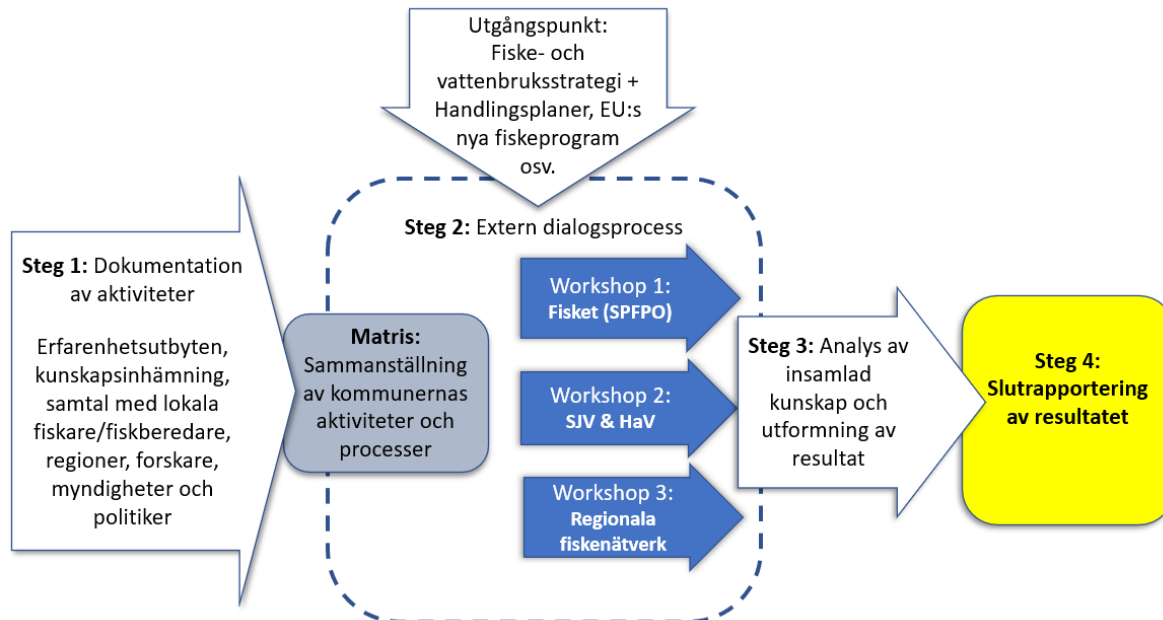 Utgångspunkt:
Fiske- och
vattenbruksstrategi +
Handlingsplaner, EU:s
nya fiskeprogram
osv.
Steg 1: Dokumentation
av aktiviteter
Erfarenhetsutbyten,
kunskapsinhämning,
samtal med lokala
fiskare/fiskberedare,
regioner, forskare,
myndigheter och
politiker
Matris:
Sammanställning
av kommunernas
aktiviteter och
processer
Steg 2: Extern dialogsprocess
Workshop 1:
Fisket (SPFPO)
Workshop 2:
SJV & HaV
Workshop 3:
Regionala
fiskenätverk
Steg 3: Analys av
insamlad
kunskap och
utformning av
resultat
Steg 4:
Slutrapportering
av resultatet